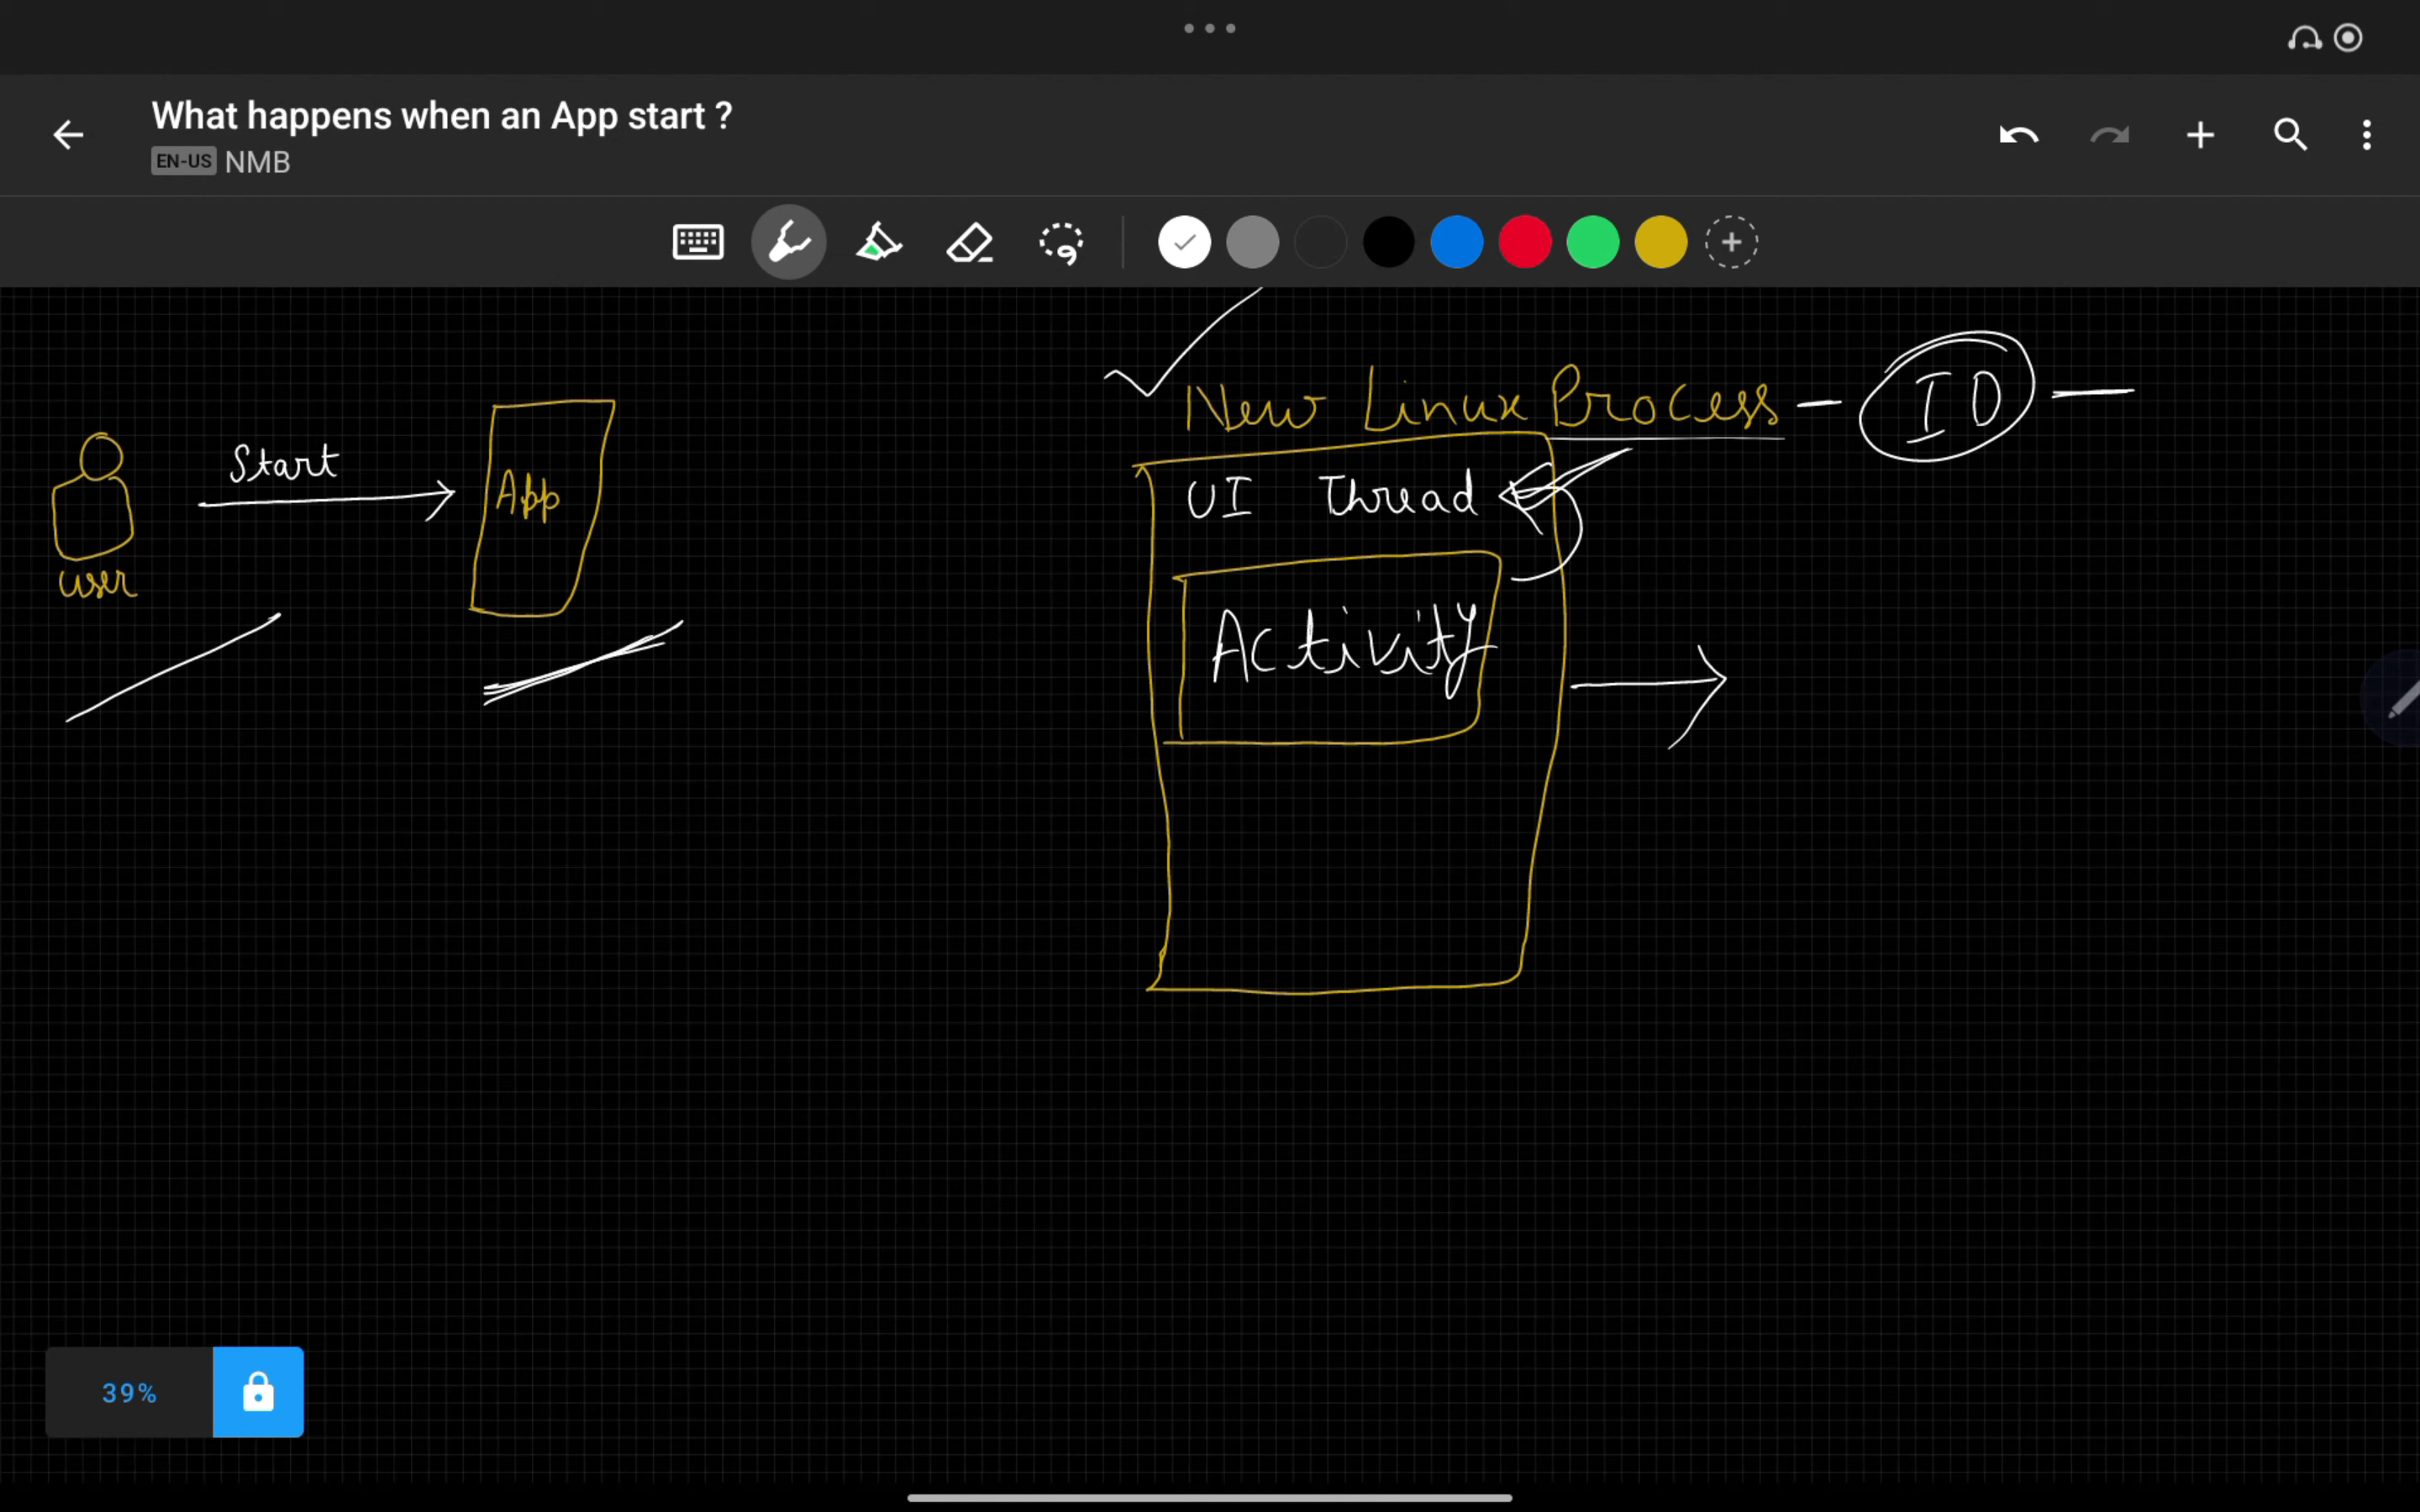 What happens when an App start ?
EN-US NMB
New Linux Process - ID -
Start
App
UI Thread
user
Activity
39%